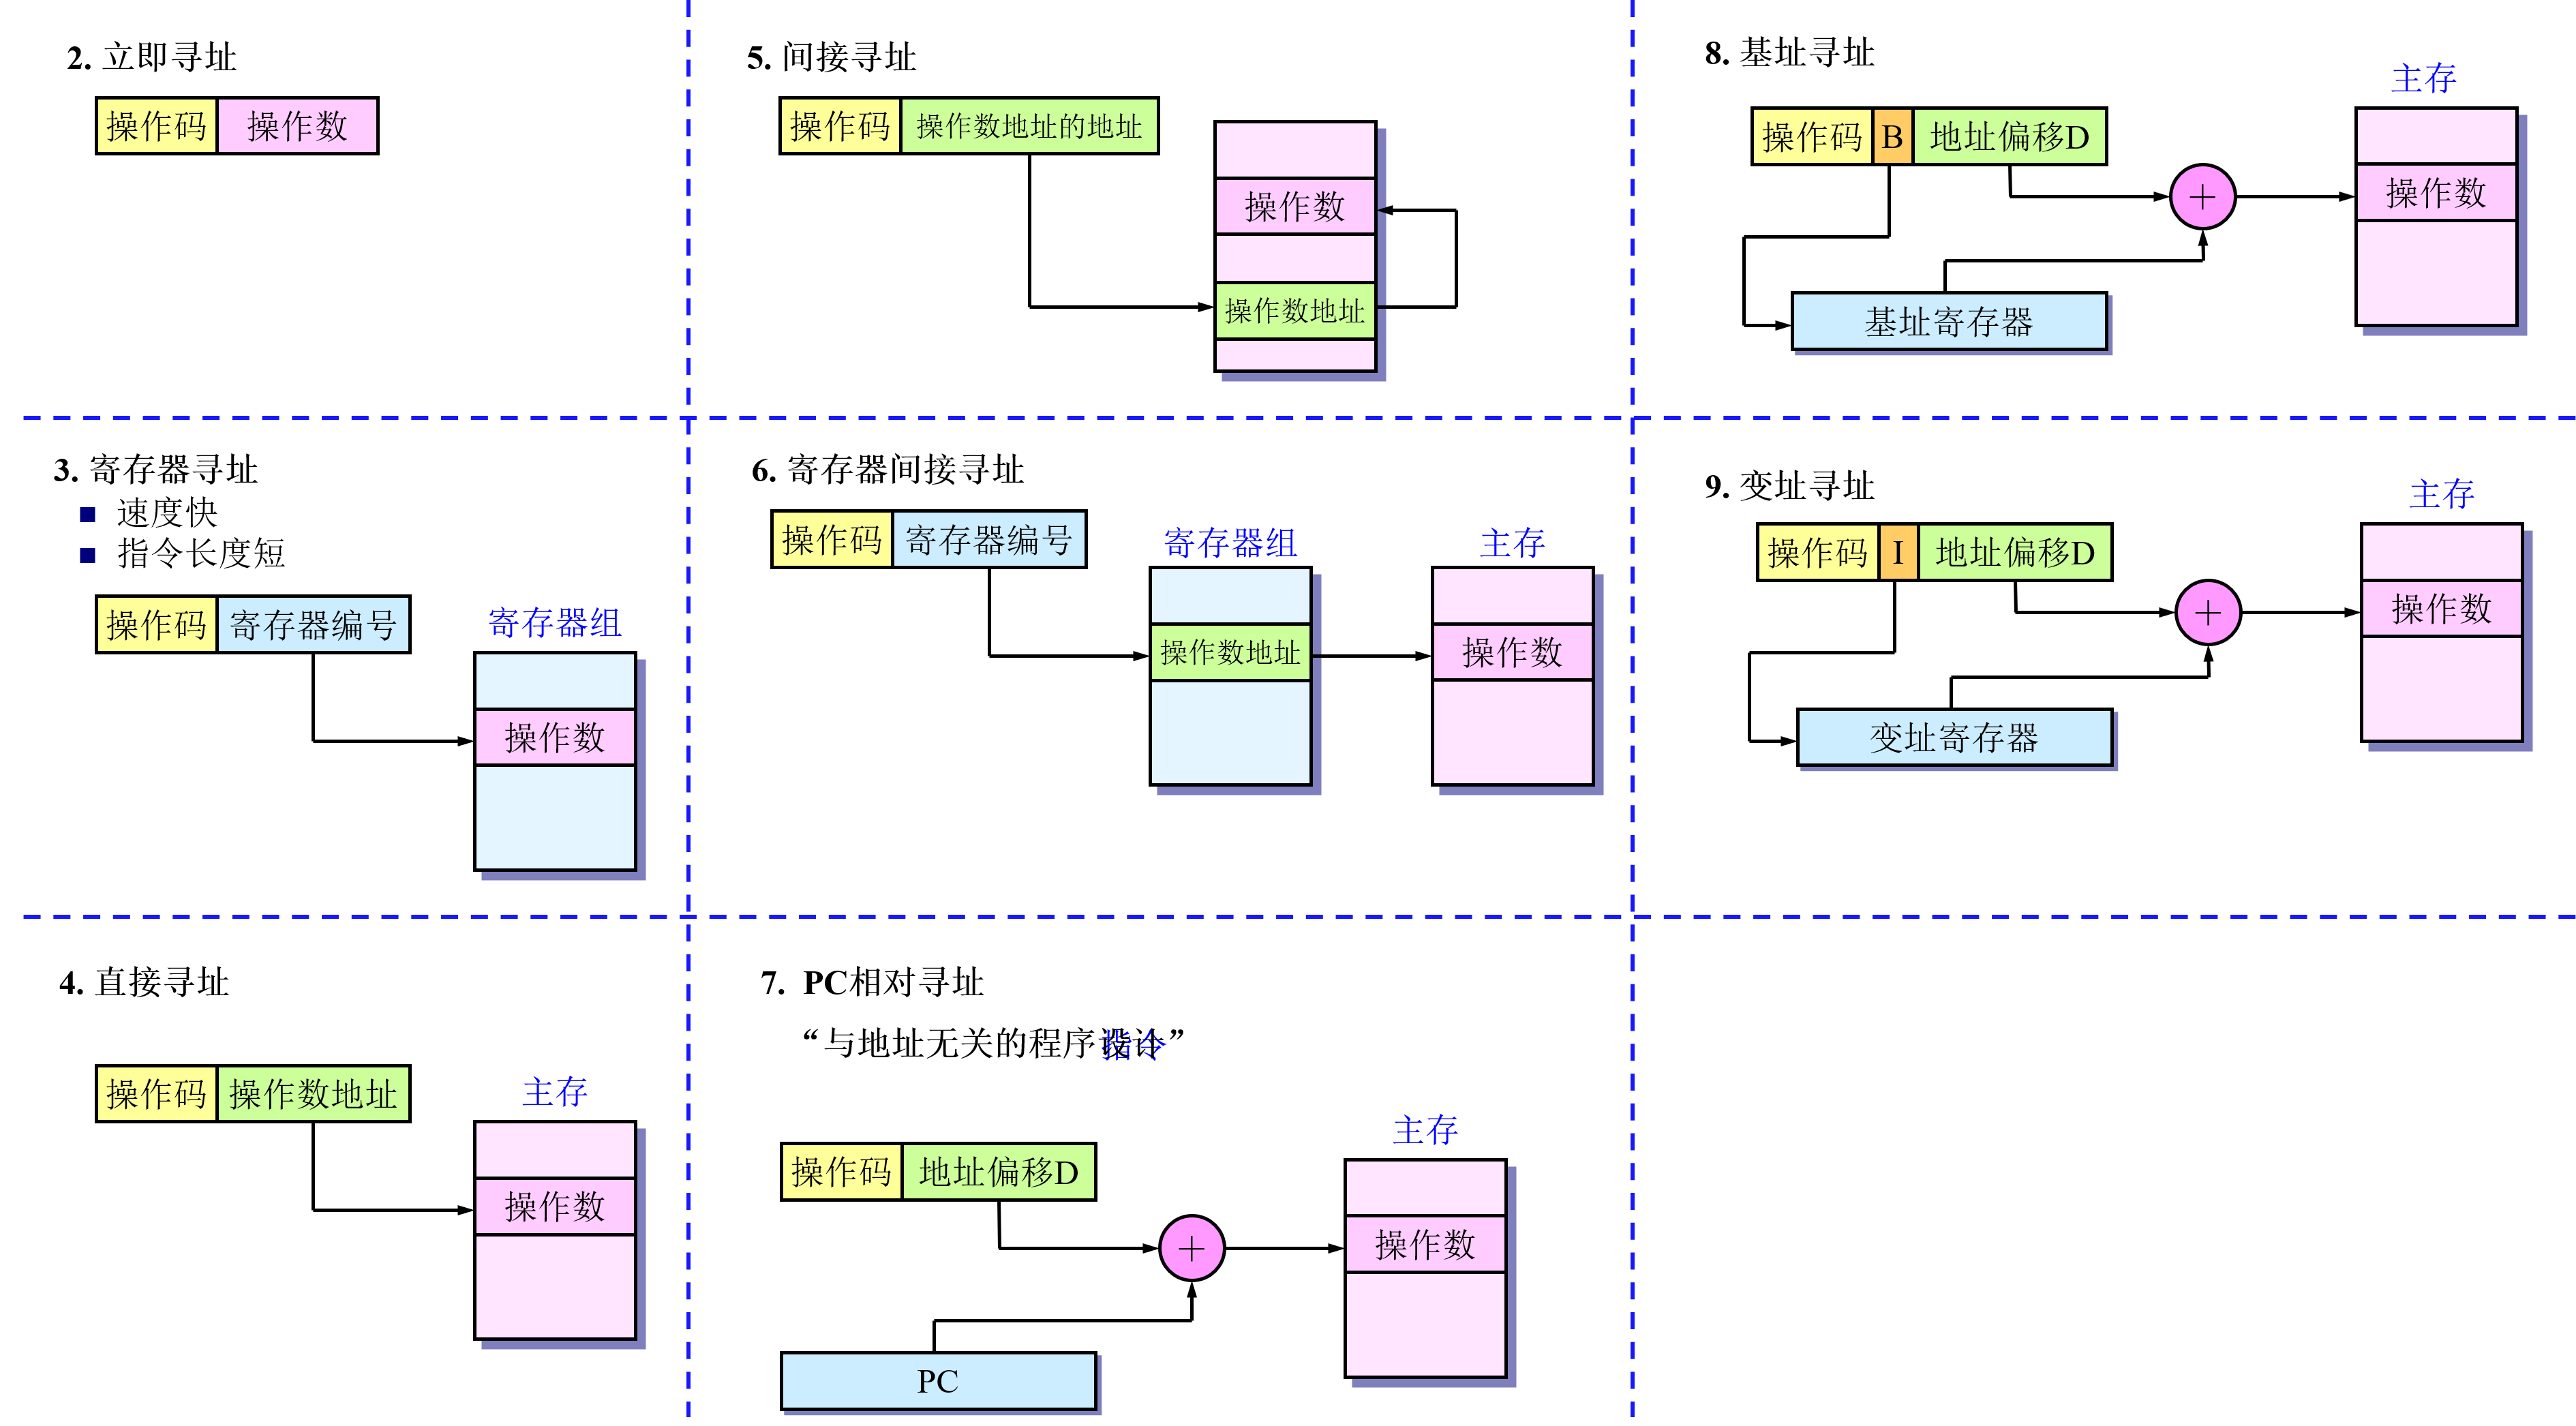 2. 立即寻址
操作码 操作数
3. 寄存器寻址
速度快
指令长度短
操作码 寄存器编号
寄存器组
操作数
4. 直接寻址
操作码 操作数地址
主存
操作数
5. 间接寻址
操作码 操作数地址的地址
操作数
操作数地址
6. 寄存器间接寻址
操作码 寄存器编号
寄存器组
主存
操作数地址
操作数
7. PC相对寻址
“与地址无关的程序设计”
指令
主存
操作码 地址偏移D
+
操作数
PC
8. 基址寻址
主存
操作码 B 地址偏移D
+
操作数
基址寄存器
9. 变址寻址
主存
操作码 I 地址偏移D
+
操作数
变址寄存器